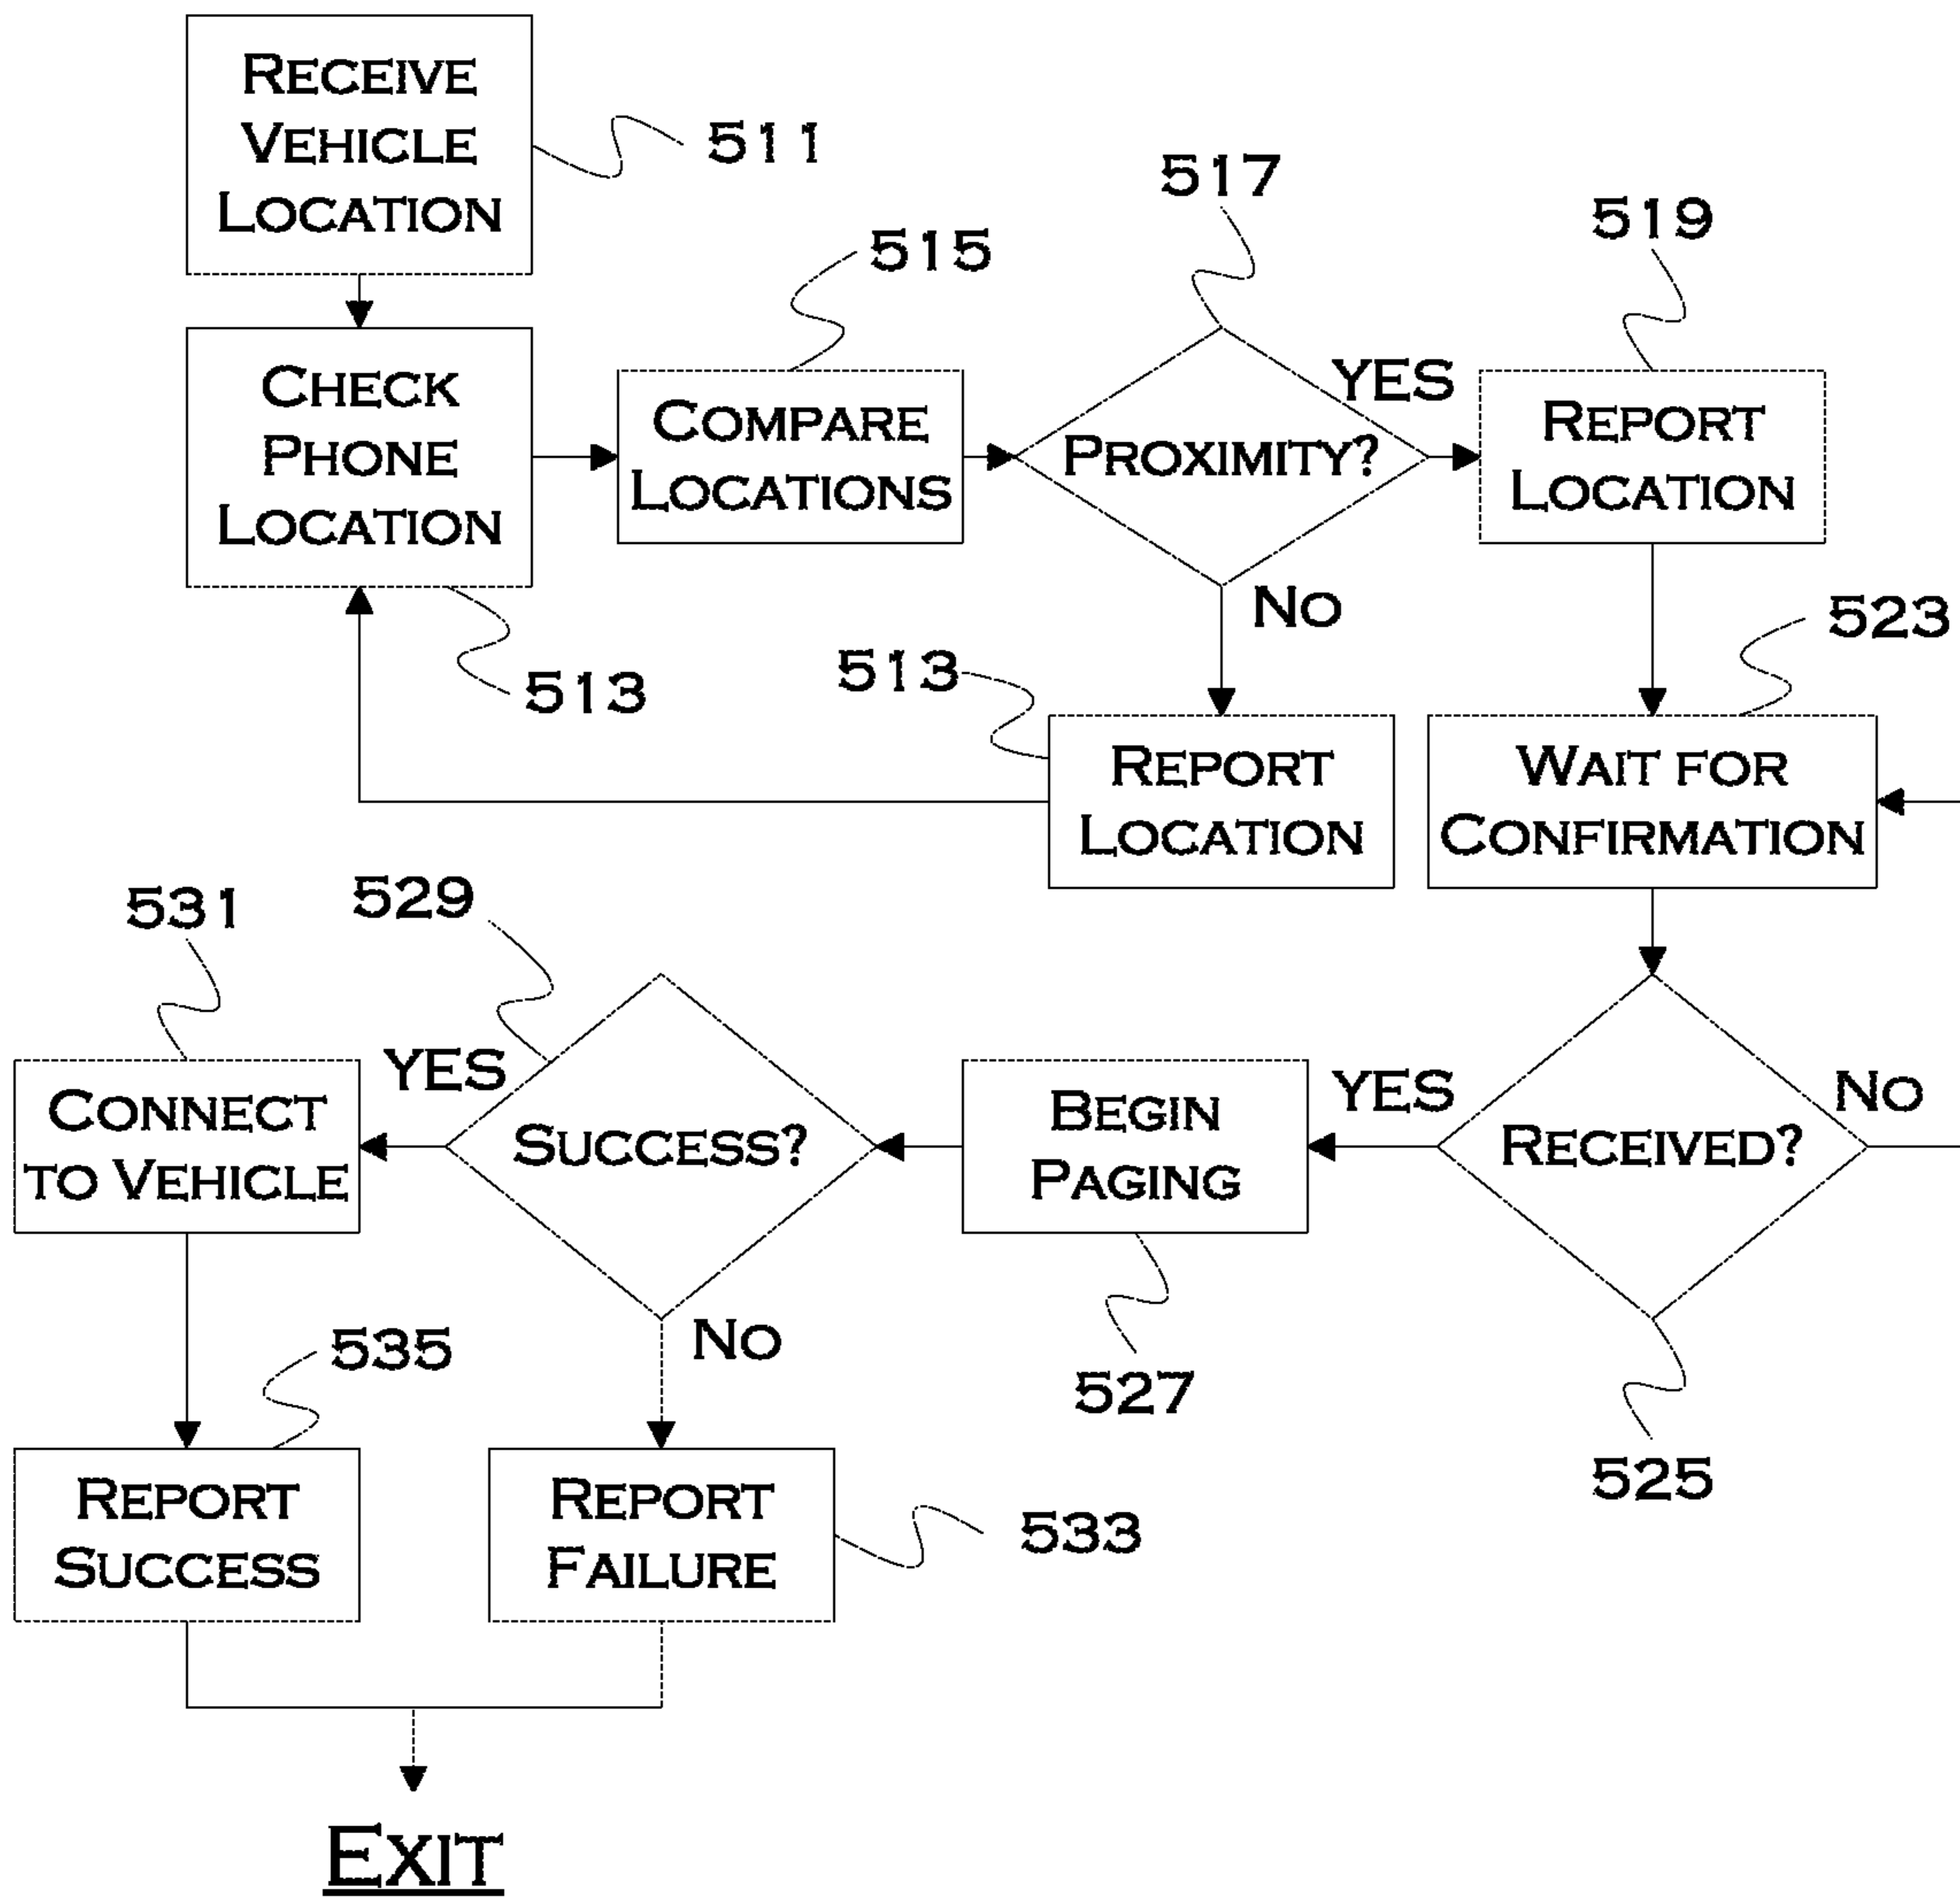 RECEIVE
VEHICLE
LOCATION
511
517
519
515
CHECK
PHONE
LOCATION
COMPARE
LOCATIONS
PROXIMITY?
YES
REPORT
LOCATION
NO
523
513
513
REPORT
LOCATION
WAIT FOR
CONFIRMATION
531
529
CONNECT
TO VEHICLE
YES
SUCCESS?
BEGIN
PAGING
YES
RECEIVED?
NO
535
NO
527
525
REPORT
SUCCESS
REPORT
FAILURE
533
EXIT